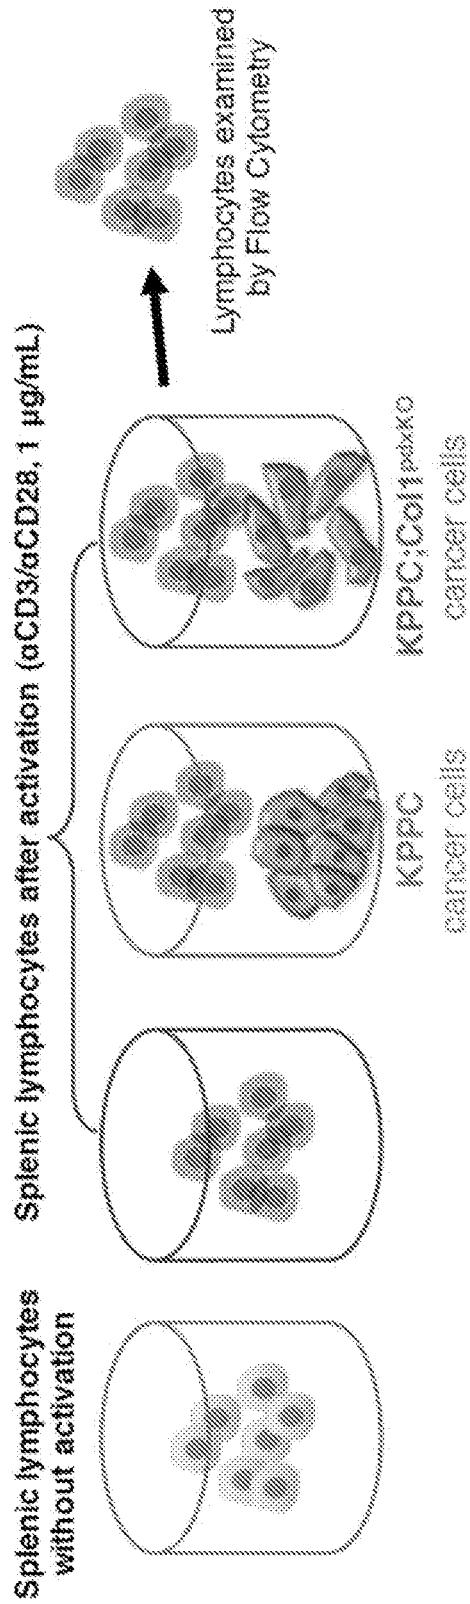 Splenic lymphocytes
without activation
Splenic lymphocytes after activation (αCD3/αCD28, 1 μg/mL)
KPPC
cancer cells
KPPC;Col1pdxKO
cancer cells
Lymphocytes examined
by Flow Cytometry